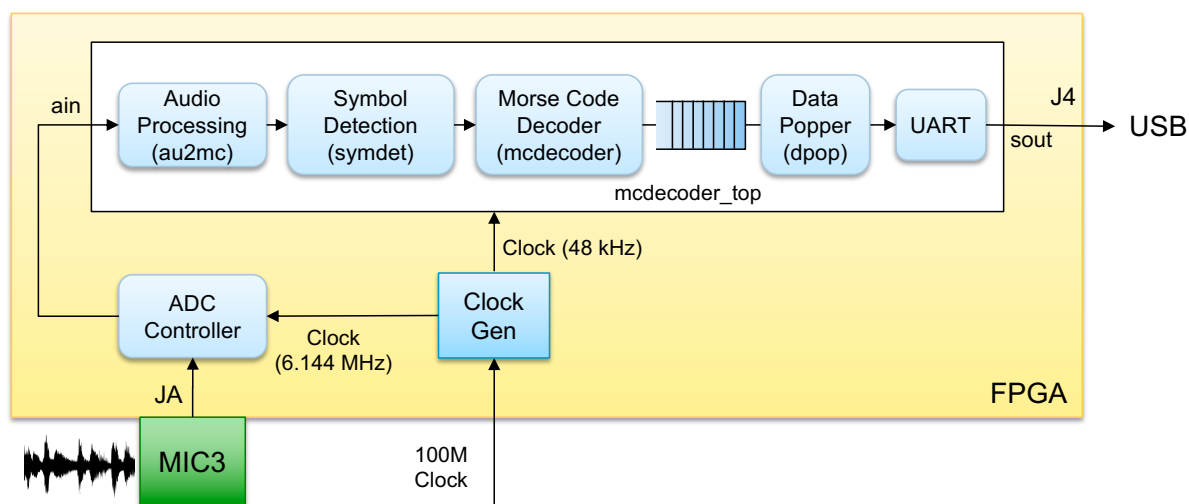 ain
Audio
Processing
(au2mc)
Symbol
Detection
(symdet)
Morse Code
Decoder
(mcdecoder)
Data
Popper
(dpop)
UART
J4
sout
USB
mcdecoder_top
Clock (48 kHz)
ADC
Controller
Clock
(6.144 MHz)
Clock
Gen
JA
FPGA
MIC3
100M
Clock